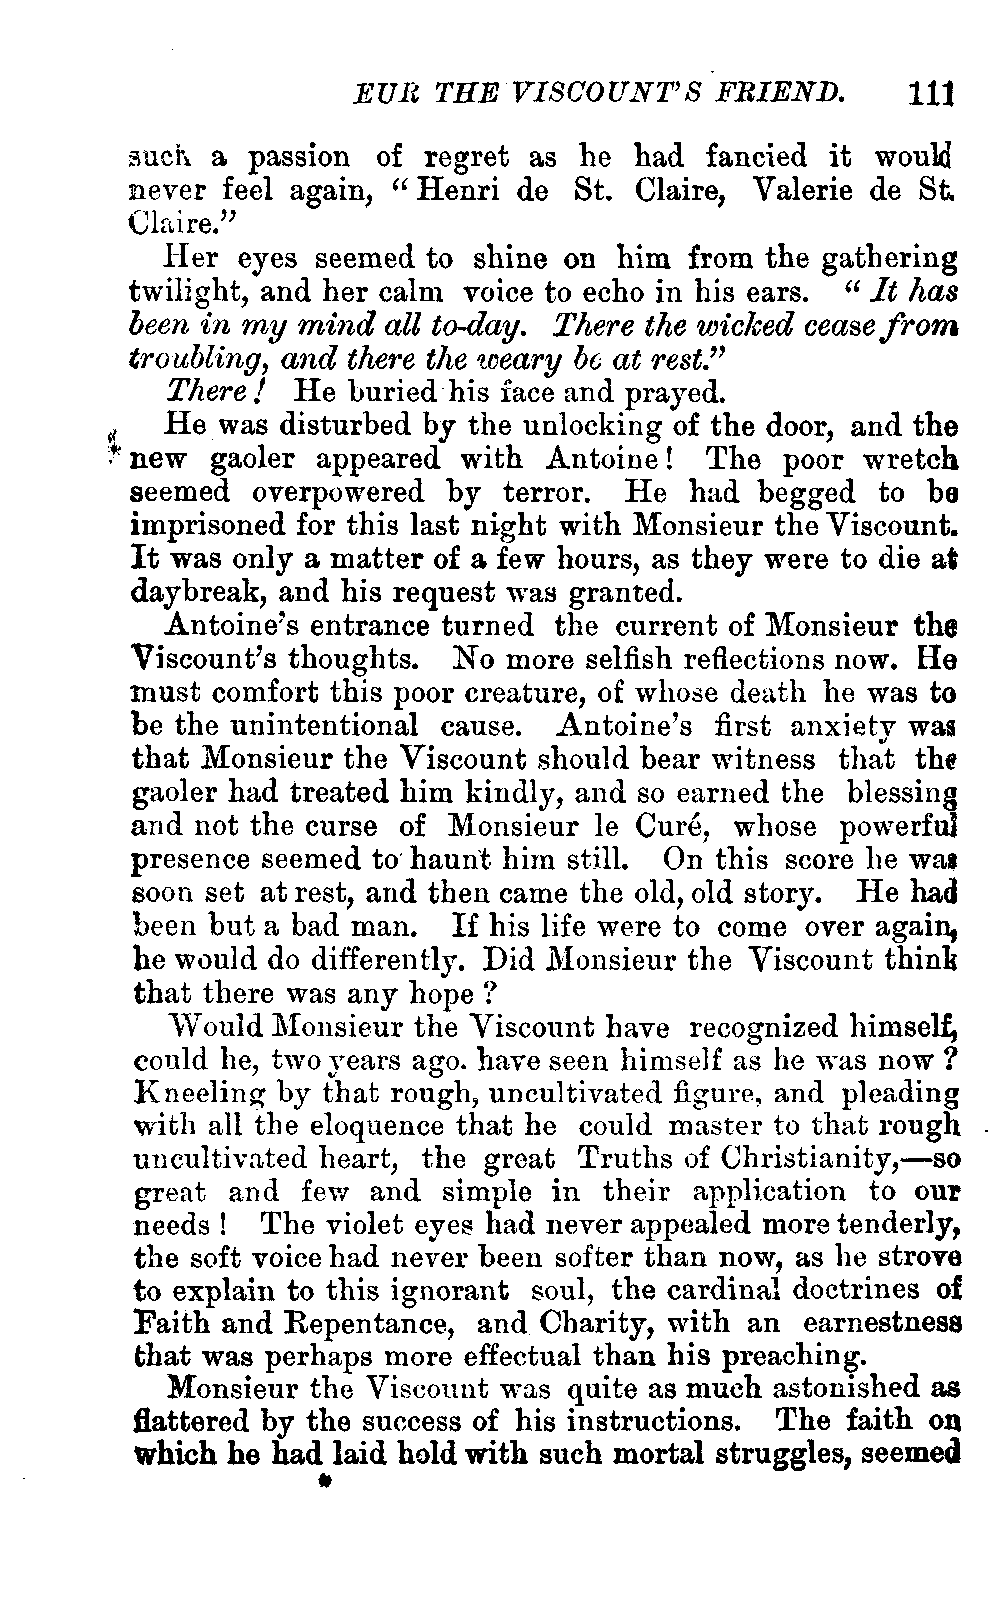 EUR THE VISCOUNT'S FRIEND. 111
such a passion of regret as he had fancied it would
never feel again, “Henri de St. Claire, Valerie de St.
Claire.”
Her eyes seemed to shine on him from the gathering
twilight, and her calm voice to echo in his ears. “It has
been in my mind all to-day. There the wicked cease from
troubling, and there the weary be at rest.”
There! He buried his face and prayed.
He was disturbed by the unlocking of the door, and the
new gaoler appeared with Antoine! The poor wretch
seemed overpowered by terror. He had begged to be
imprisoned for this last night with Monsieur the Viscount.
It was only a matter of a few hours, as they were to die at
daybreak, and his request was granted.
Antoine's entrance turned the current of Monsieur the
Viscount's thoughts. No more selfish reflections now. He
must comfort this poor creature, of whose death he was to
be the unintentional cause. Antoine's first anxiety was
that Monsieur the Viscount should bear witness that the
gaoler had treated him kindly, and so earned the blessing
and not the curse of Monsieur le Curé, whose powerful
presence seemed to haunt him still. On this score he was
soon set at rest, and then came the old, old story. He had
been but a bad man. If his life were to come over again,
he would do differently. Did Monsieur the Viscount think
that there was any hope?
Would Monsieur the Viscount have recognized himself,
could he, two years ago. have seen himself as he was now?
Kneeling by that rough, uncultivated figure, and pleading
with all the eloquence that he could master to that rough
uncultivated heart, the great Truths of Christianity,—so
great and few and simple in their application to our
needs! The violet eyes had never appealed more tenderly,
the soft voice had never been softer than now, as he strove
to explain to this ignorant soul, the cardinal doctrines of
Faith and Repentance, and Charity, with an earnestness
that was perhaps more effectual than his preaching.
Monsieur the Viscount was quite as much astonished as
flattered by the success of his instructions. The faith on
which he had laid hold with such mortal struggles, seemed